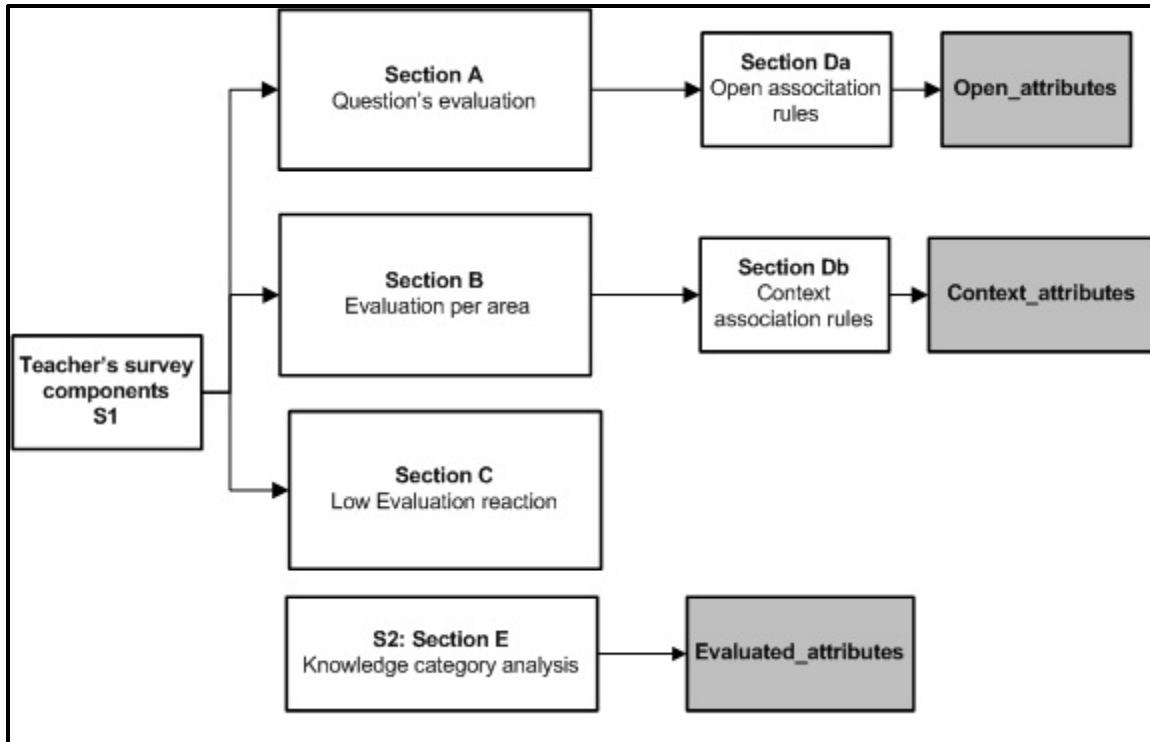 Section A
Question's evaluation
Section Da
Open associtation
rules
Open_attributes
Section B
Evaluation per area
Section Db
Context
association rules
Context_attributes
Teacher's survey
components
S1
Section C
Low Evaluation reaction
S2: Section E
Knowledge category analysis
Evaluated_attributes